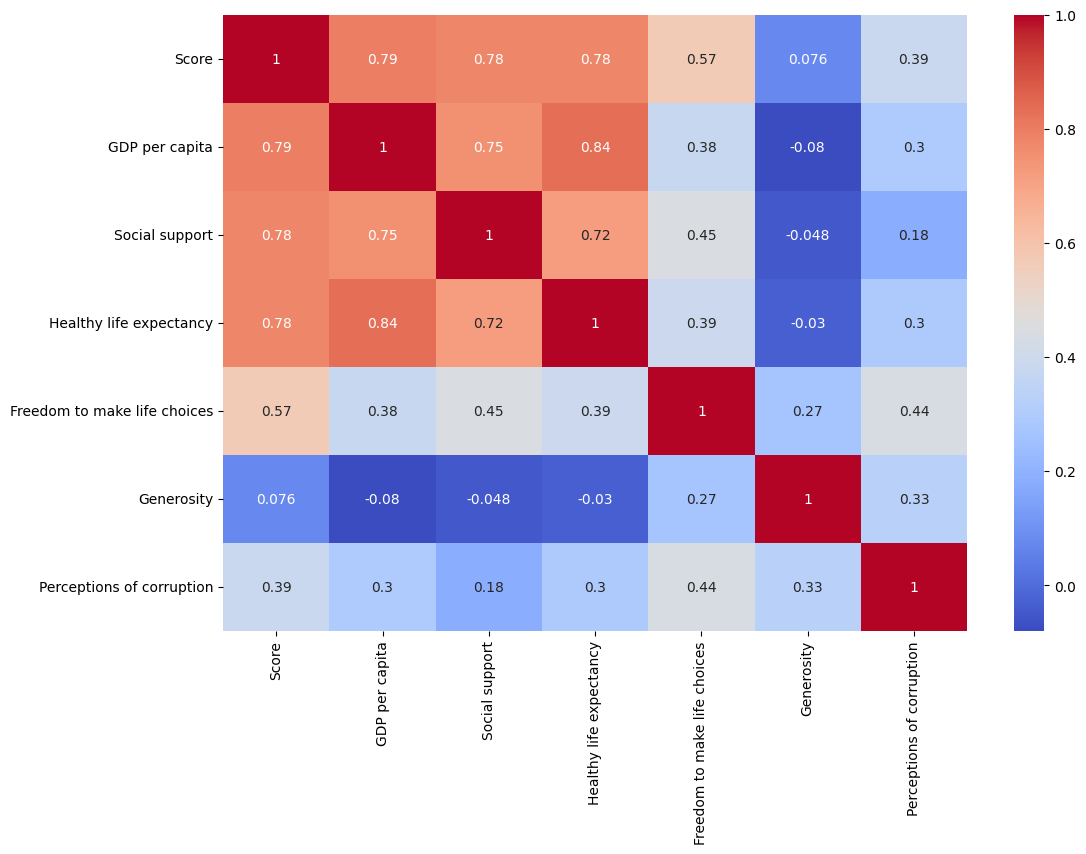 Score 1 0.79 0.78 0.78 0.57 0.076 0.39
GDP per capita 0.79 1 0.75 0.84 0.38 -0.08 0.3
Social support 0.78 0.75 1 0.72 0.45 -0.048 0.18
Healthy life expectancy 0.78 0.84 0.72 1 0.39 -0.03 0.3
Freedom to make life choices 0.57 0.38 0.45 0.39 1 0.27 0.44
Generosity 0.076 -0.08 -0.048 -0.03 0.27 1 0.33
Perceptions of corruption 0.39 0.3 0.18 0.3 0.44 0.33 1
Score
GDP per capita
Social support
Healthy life expectancy
Freedom to make life choices
Generosity
Perceptions of corruption
1.0
0.8
0.6
0.4
0.2
0.0